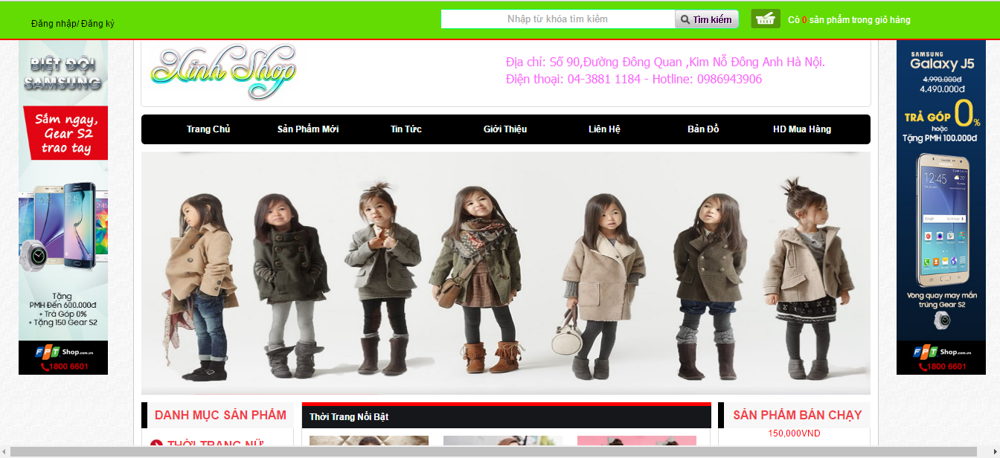 Đăng nhập/ Đăng ký
Nhập từ khóa tìm kiếm
Tìm kiếm
Có 0 sản phẩm trong giỏ hàng
Xinh Shop
Địa chỉ: Số 90,Đường Đông Quan ,Kim Nỗ Đông Anh Hà Nội.
Điện thoại: 04-3881 1184 - Hotline: 0986943906
Trang Chủ
Sản Phẩm Mới
Tin Tức
Giới Thiệu
Liên Hệ
Bản Đồ
HD Mua Hàng
BIỆT ĐỘI
SAMSUNG
Sắm ngay,
Gear S2
trao tay
Tặng
PMH Đến 600.000đ
+ Trả Góp 0%
+ Tặng 150 Gear S2
FPT Shop.com.vn
1800 6601
SAMSUNG
Galaxy J5
4.990.000đ
4.490.000đ
TRẢ GÓP 0%
hoặc
Tặng PMH 100.000đ
12:45
Vòng quay may mắn
trúng Gear S2
FPT Shop.com.vn
1800 6601
DANH MỤC SẢN PHẨM
THỜI TRANG NỮ
Thời Trang Nổi Bật
SẢN PHẨM BÁN CHẠY
150,000VND